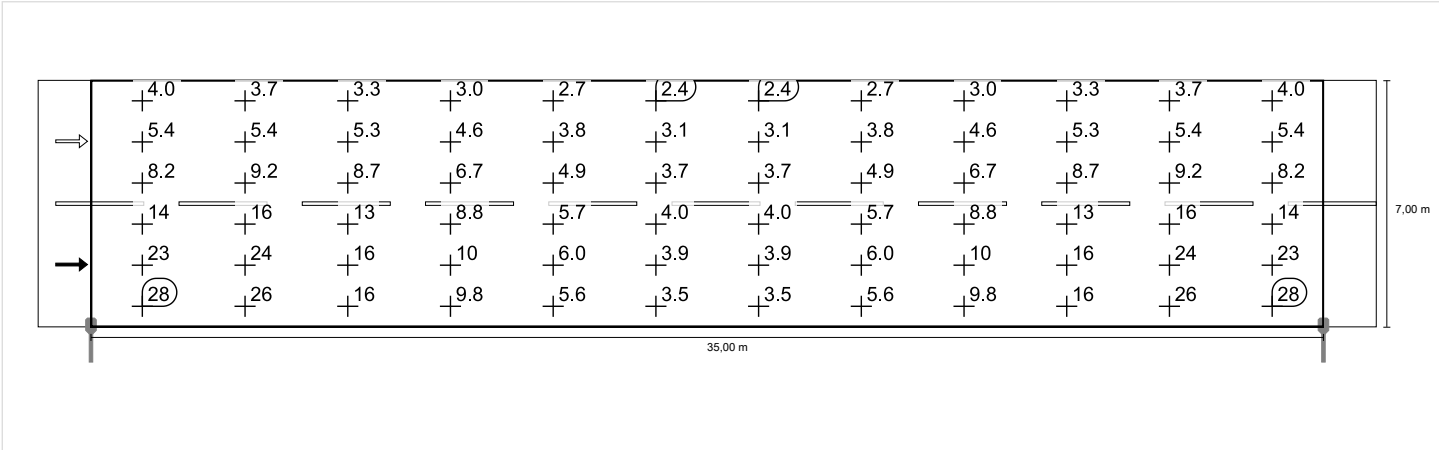 4.0 3.7 3.3 3.0 2.7 2.4 2.4 2.7 3.0 3.3 3.7 4.0
5.4 5.4 5.3 4.6 3.8 3.1 3.1 3.8 4.6 5.3 5.4 5.4
8.2 9.2 8.7 6.7 4.9 3.7 3.7 4.9 6.7 8.7 9.2 8.2
14 16 13 8.8 5.7 4.0 4.0 5.7 8.8 13 16 14
7,00 m
23 24 16 10 6.0 3.9 3.9 6.0 10 16 24 23
28 26 16 9.8 5.6 3.5 3.5 5.6 9.8 16 26 28
35,00 m